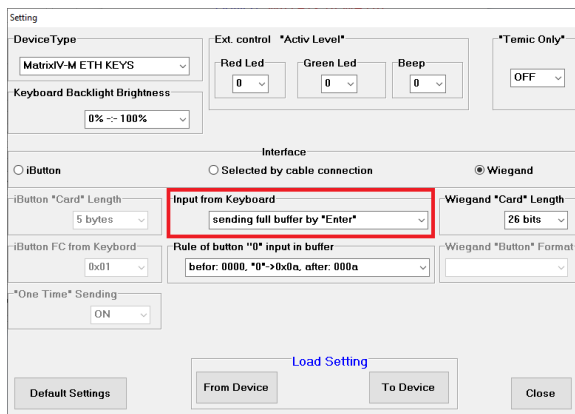 Setting
DeviceType
MatrixIV-M ETH KEYS
Ext. control "Activ Level"
Red Led
0
Green Led
0
Beep
0
"Temic Only"
OFF
Keyboard Backlight Brightness
0% -:- 100%
Interface
iButton
Selected by cable connection
Wiegand
iButton "Card" Length
5 bytes
Input from Keyboard
sending full buffer by "Enter"
Wiegand "Card" Length
26 bits
iButton FC from Keybord
0x01
Rule of button "0" input in buffer
befor: 0000, "0"->0x0a, after: 000a
Wiegand "Button" Format
"One Time" Sending
ON
Load Setting
Default Settings
From Device
To Device
Close